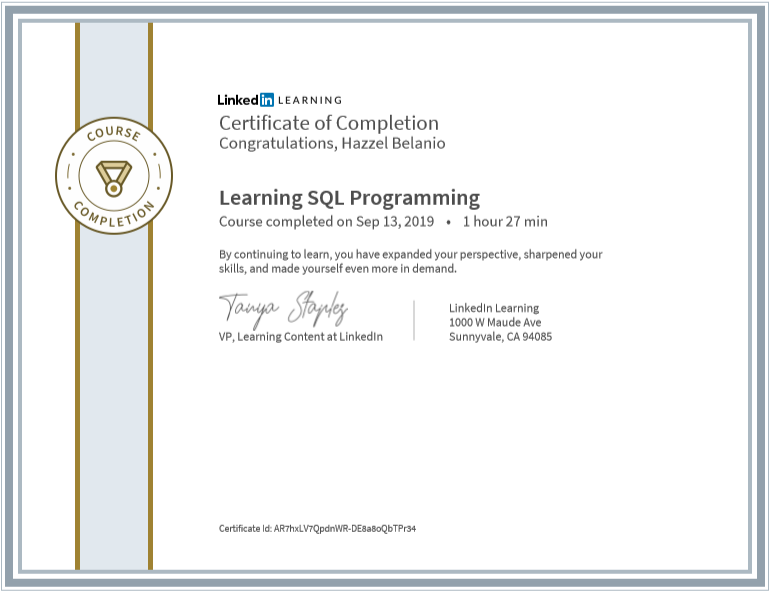 COURSE
COMPLETION
Linked in LEARNING
Certificate of Completion
Congratulations, Hazzel Belanio
Learning SQL Programming
Course completed on Sep 13, 2019 • 1 hour 27 min
By continuing to learn, you have expanded your perspective, sharpened your
skills, and made yourself even more in demand.
Tanya Staples
VP, Learning Content at LinkedIn
LinkedIn Learning
1000 W Maude Ave
Sunnyvale, CA 94085
Certificate Id: AR7hxLV7QpdnWR-DE8a8oQbTPr34